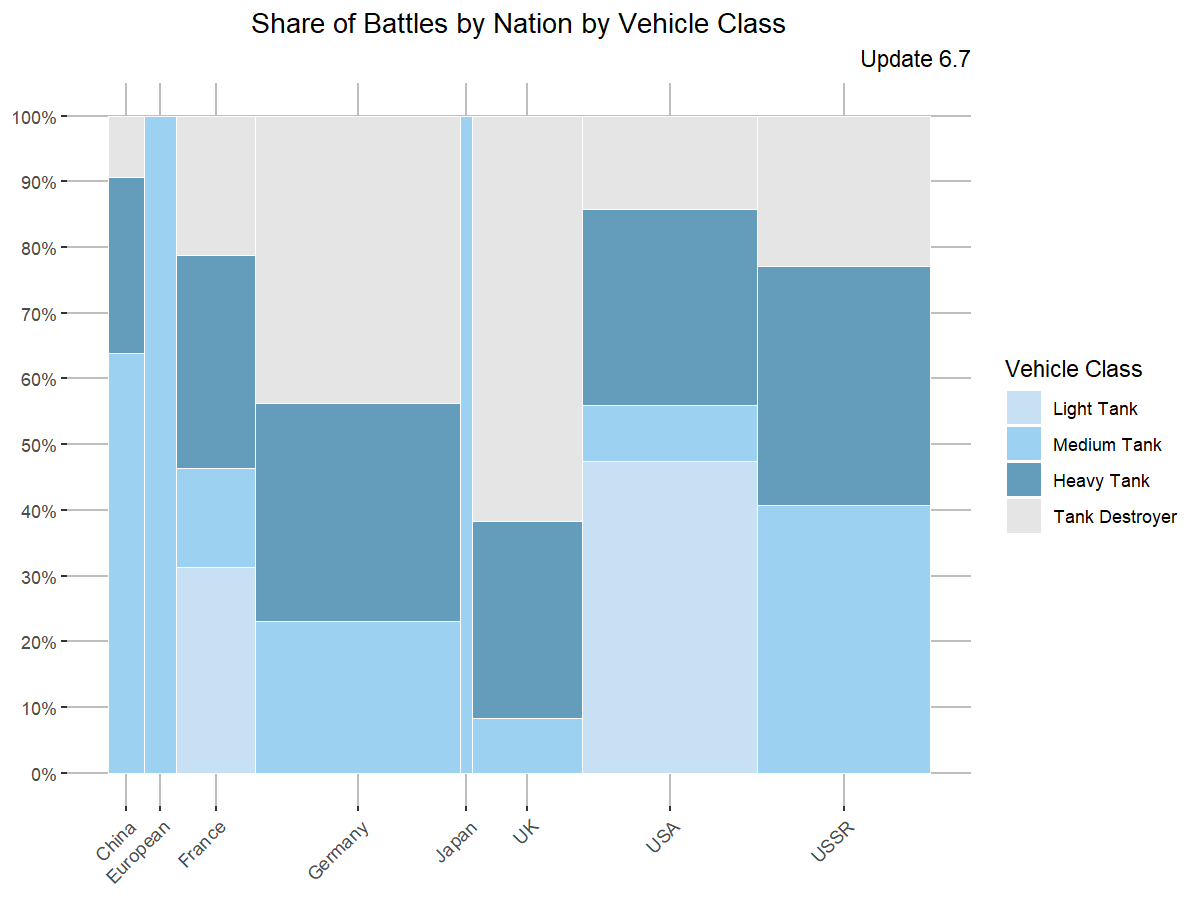 Share of Battles by Nation by Vehicle Class
Update 6.7
100%
90%
80%
70%
60%
50%
40%
30%
20%
10%
0%
China
European
France
Germany
Japan
UK
USA
USSR
Vehicle Class
Light Tank
Medium Tank
Heavy Tank
Tank Destroyer